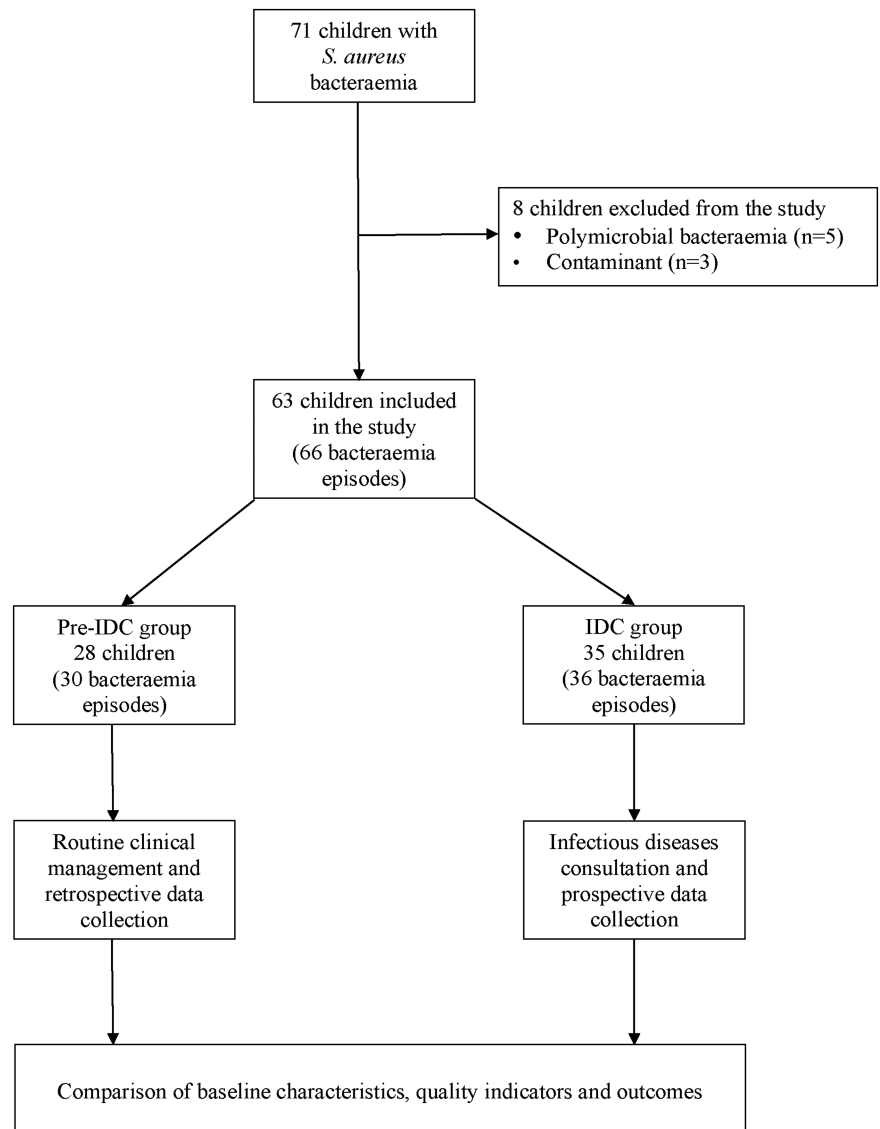 71 children with
S. aureus
bacteraemia
8 children excluded from the study
• Polymicrobial bacteraemia (n=5)
• Contaminant (n=3)
63 children included
in the study
(66 bacteraemia
episodes)
Pre-IDC group
28 children
(30 bacteraemia
episodes)
IDC group
35 children
(36 bacteraemia
episodes)
Routine clinical
management and
retrospective data
collection
Infectious diseases
consultation and
prospective data
collection
Comparison of baseline characteristics, quality indicators and outcomes